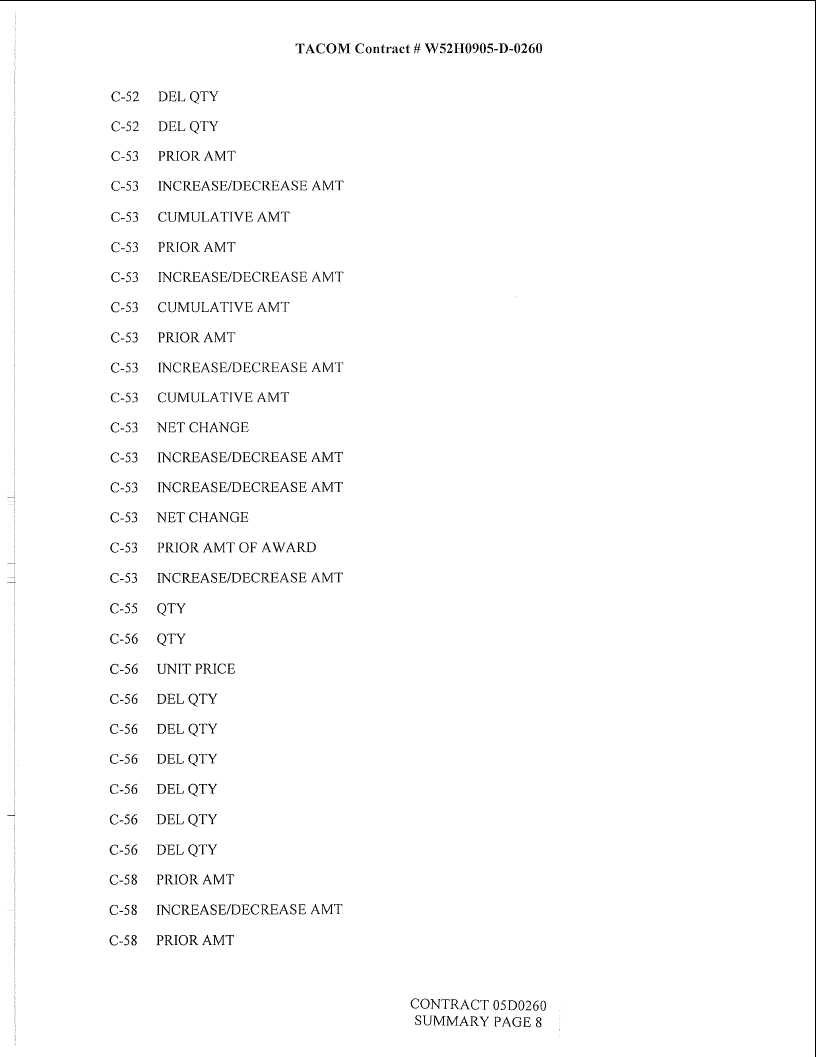 TACOM Contract # W52H0905-D-0260
C-52 DEL QTY
C-52 DEL QTY
C-53 PRIOR AMT
C-53 INCREASE/DECREASE AMT
C-53 CUMULATIVE AMT
C-53 PRIOR AMT
C-53 INCREASE/DECREASE AMT
C-53 CUMULATIVE AMT
C-53 PRIOR AMT
C-53 INCREASE/DECREASE AMT
C-53 CUMULATIVE AMT
C-53 NET CHANGE
C-53 INCREASE/DECREASE AMT
C-53 INCREASE/DECREASE AMT
C-53 NET CHANGE
C-53 PRIOR AMT OF AWARD
C-53 INCREASE/DECREASE AMT
C-55 QTY
C-56 QTY
C-56 UNIT PRICE
C-56 DEL QTY
C-56 DEL QTY
C-56 DEL QTY
C-56 DEL QTY
C-56 DEL QTY
C-56 DEL QTY
C-58 PRIOR AMT
C-58 INCREASE/DECREASE AMT
C-58 PRIOR AMT
CONTRACT 05D0260
SUMMARY PAGE 8